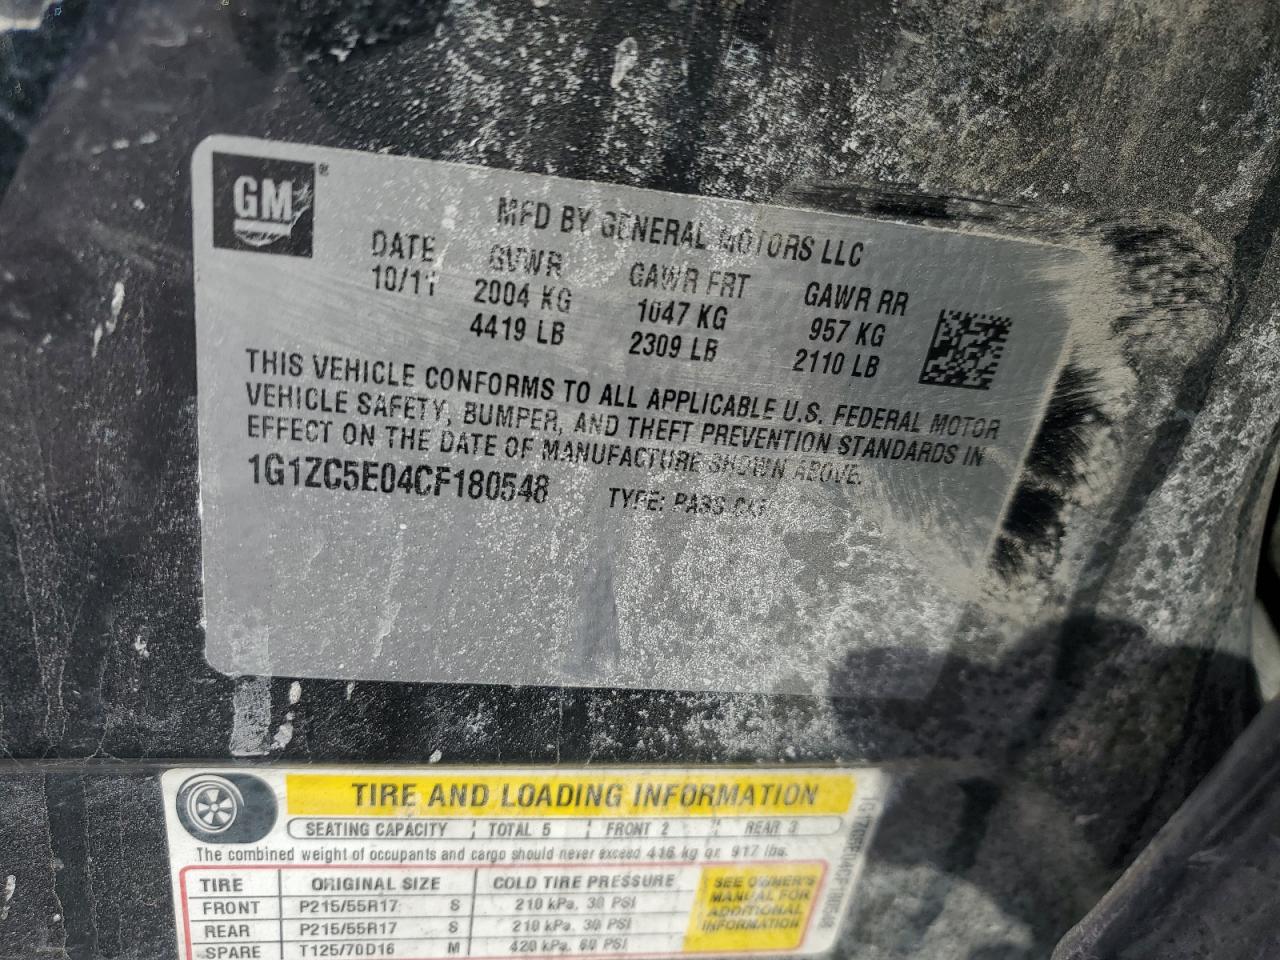 GM®
MFD BY GENERAL MOTORS LLC
DATE GVWR GAWR FRT GAWR RR
10/11 2004 KG 1047 KG 957 KG
4419 LB 2309 LB 2110 LB
THIS VEHICLE CONFORMS TO ALL APPLICABLE U.S. FEDERAL MOTOR
VEHICLE SAFETY, BUMPER, AND THEFT PREVENTION STANDARDS IN
EFFECT ON THE DATE OF MANUFACTURE SHOWN ABOVE.
1G1ZC5E04CF180548 TYPE: PASS CAR
TIRE AND LOADING INFORMATION
SEATING CAPACITY TOTAL 5 FRONT 2 REAR 3
The combined weight of occupants and cargo should never exceed 416 kg or 917 lbs.
TIRE ORIGINAL SIZE COLD TIRE PRESSURE
FRONT P215/55R17 S 210 kPa, 30 PSI
REAR P215/55R17 S 210 kPa, 30 PSI
SPARE T125/70D16 M 420 kPa, 60 PSI
SEE OWNER'S
MANUAL FOR
ADDITIONAL
INFORMATION